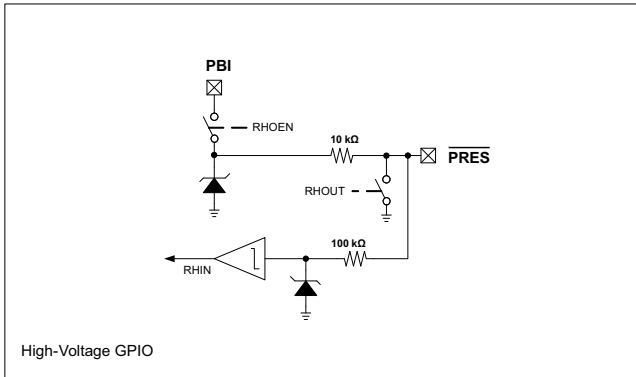 PBI
RHOEN
10 kΩ
PRES
RHOUT
100 kΩ
RHIN
High-Voltage GPIO